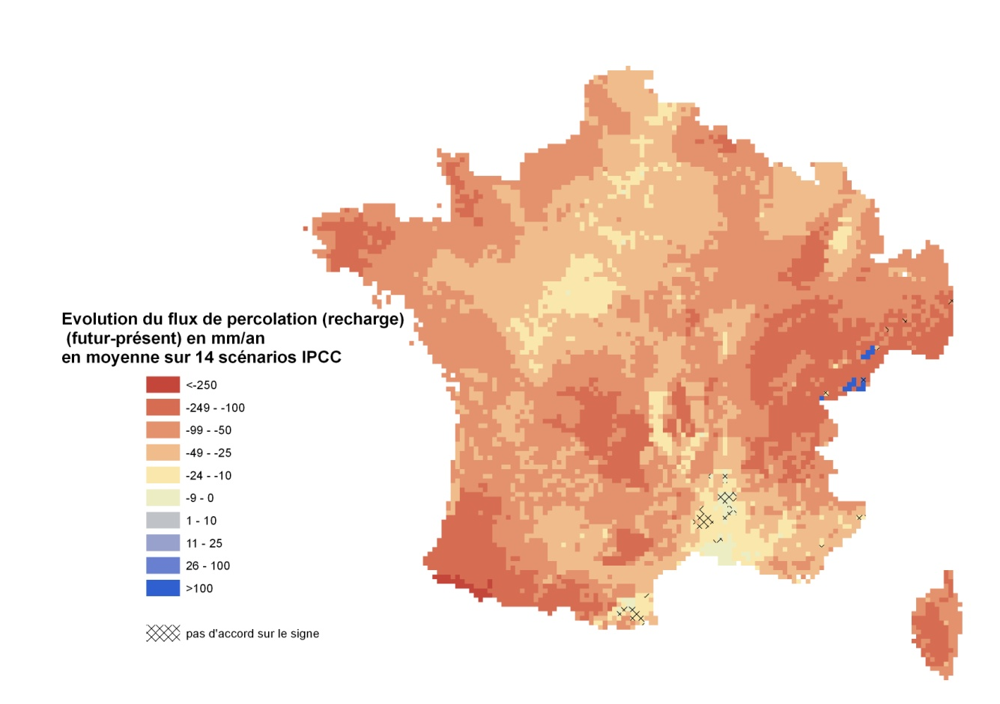 Evolution du flux de percolation (recharge)
(futur-présent) en mm/an
en moyenne sur 14 scénarios IPCC
<-250
-249 - -100
-99 - -50
-49 - -25
-24 - -10
-9 - 0
1 - 10
11 - 25
26 - 100
>100
pas d'accord sur le signe